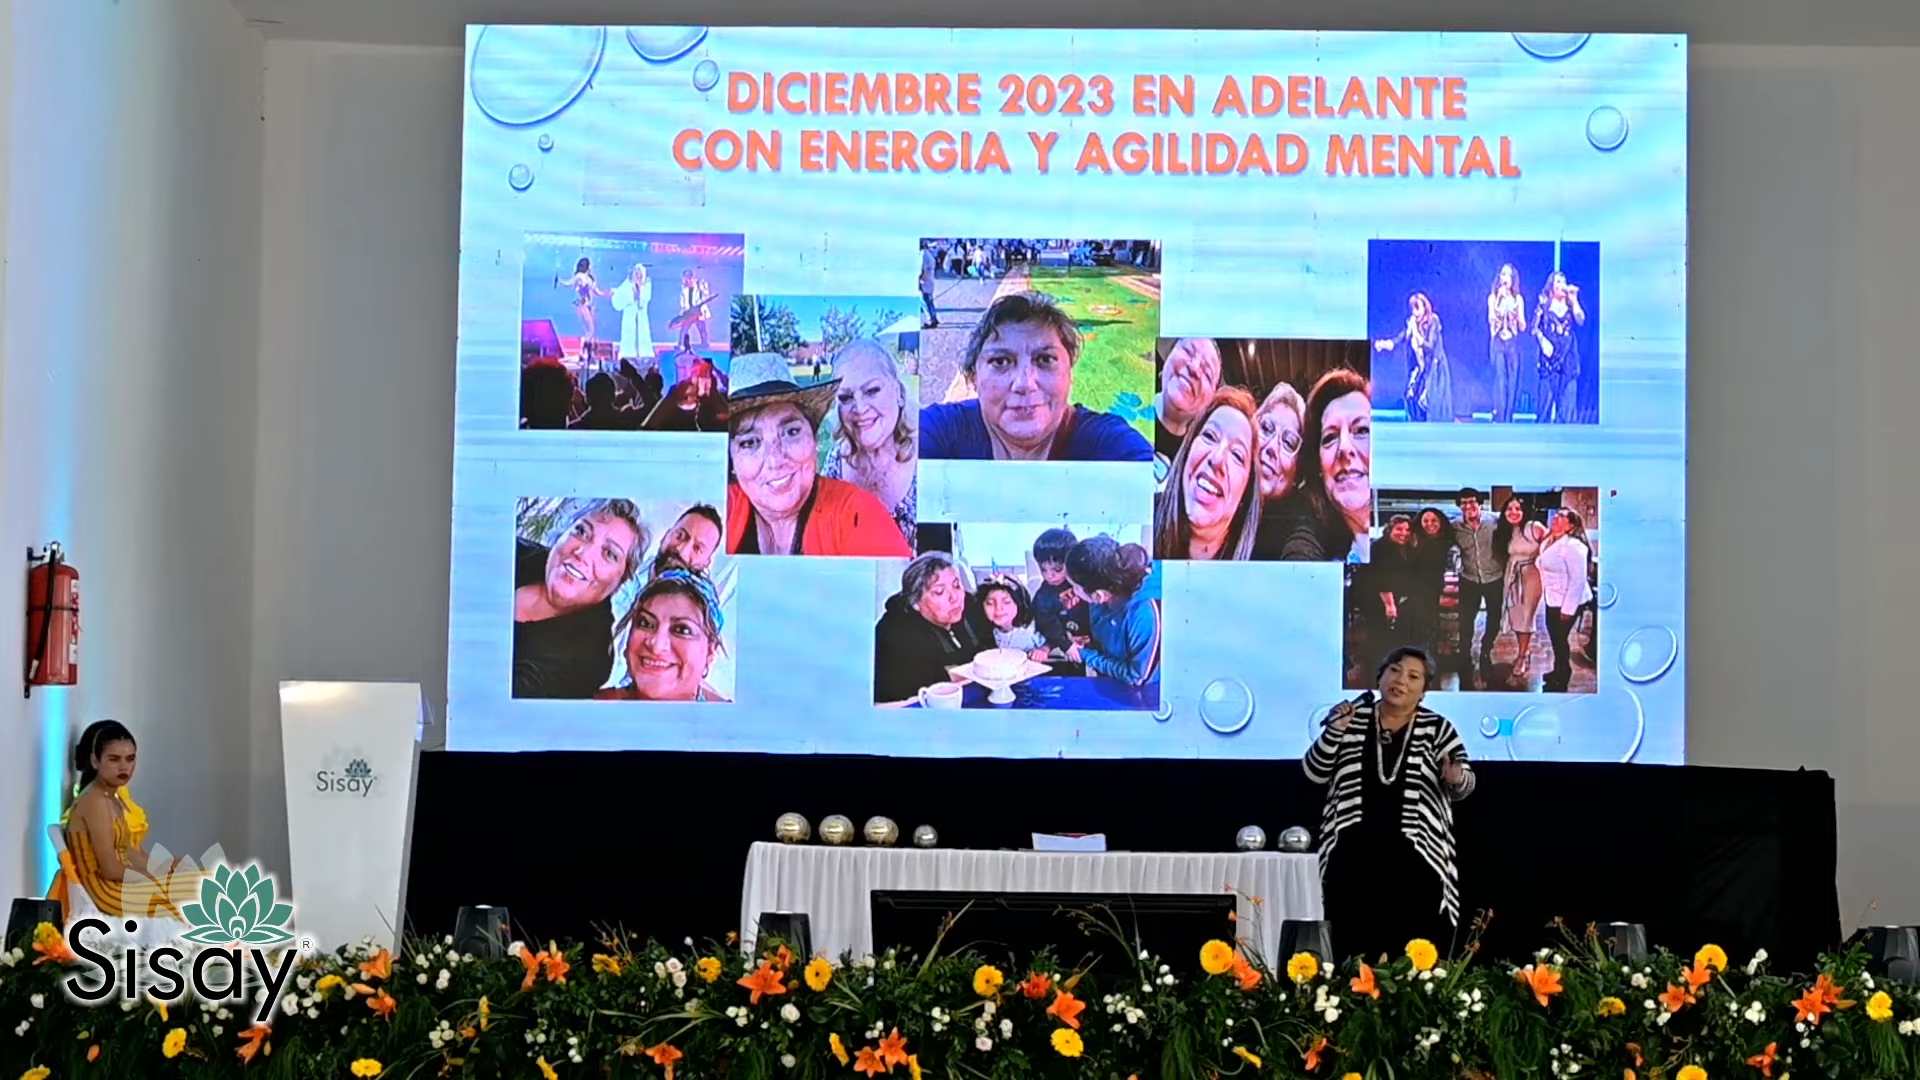 DICIEMBRE 2023 EN ADELANTE
CON ENERGIA Y AGILIDAD MENTAL
Sisay
Sisay®